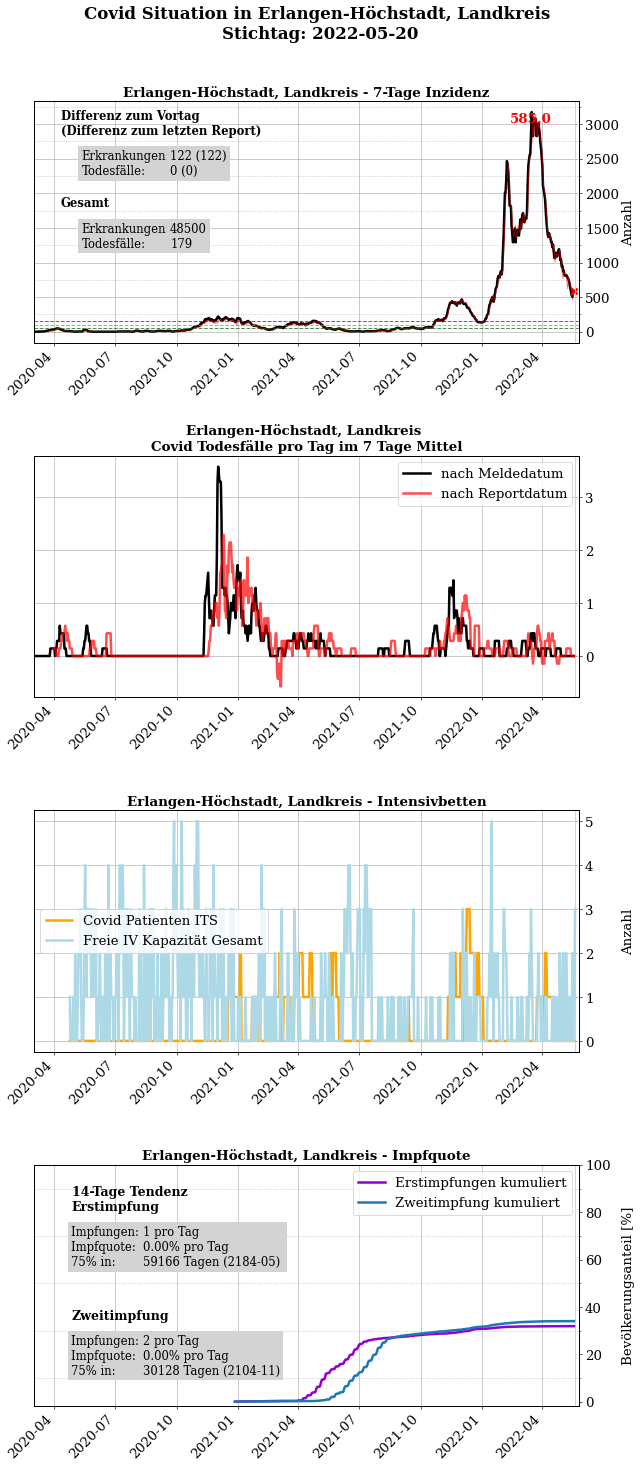 Covid Situation in Erlangen-Höchstadt, Landkreis
Stichtag: 2022-05-20
Erlangen-Höchstadt, Landkreis - 7-Tage Inzidenz
Differenz zum Vortag
(Differenz zum letzten Report)
Erkrankungen 122 (122)
Todesfälle: 0 (0)
Gesamt
Erkrankungen 48500
Todesfälle: 179
585.0
3000
2500
2000
1500
1000
500
0
Anzahl
2020-04
2020-07
2020-10
2021-01
2021-04
2021-07
2021-10
2022-01
2022-04
Erlangen-Höchstadt, Landkreis
Covid Todesfälle pro Tag im 7 Tage Mittel
nach Meldedatum
nach Reportdatum
3
2
1
0
2020-04
2020-07
2020-10
2021-01
2021-04
2021-07
2021-10
2022-01
2022-04
Erlangen-Höchstadt, Landkreis - Intensivbetten
Covid Patienten ITS
Freie IV Kapazität Gesamt
5
4
3
2
1
0
Anzahl
2020-04
2020-07
2020-10
2021-01
2021-04
2021-07
2021-10
2022-01
2022-04
Erlangen-Höchstadt, Landkreis - Impfquote
14-Tage Tendenz
Erstimpfung
Impfungen: 1 pro Tag
Impfquote: 0.00% pro Tag
75% in: 59166 Tagen (2184-05)
Zweitimpfung
Impfungen: 2 pro Tag
Impfquote: 0.00% pro Tag
75% in: 30128 Tagen (2104-11)
Erstimpfungen kumuliert
Zweitimpfung kumuliert
100
80
60
40
20
0
Bevölkerungsanteil [%]
2020-04
2020-07
2020-10
2021-01
2021-04
2021-07
2021-10
2022-01
2022-04